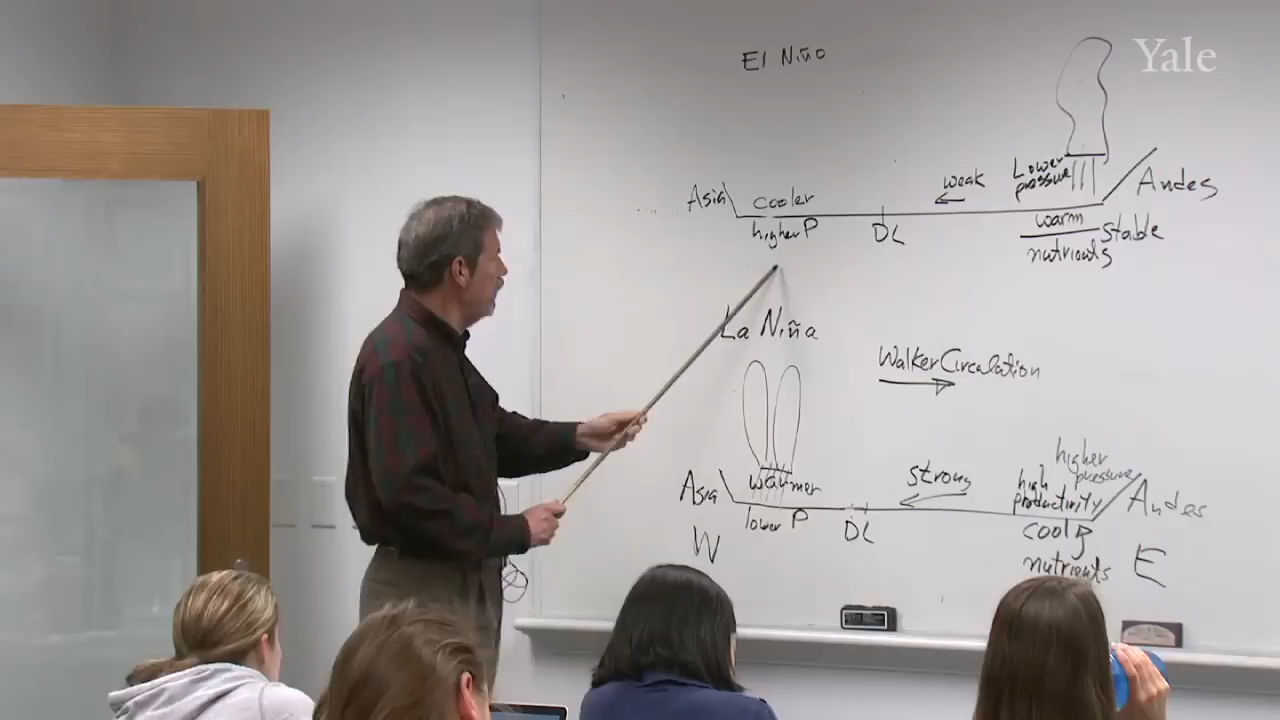 Yale
El Niño
Lower
pressure
weak
Asia
cooler
Andes
higher P
DL
warm
stable
nutrients
La Niña
Walker Circulation
higher
pressure
strong
high
productivity
Asia
warmer
Andes
lower P
DL
cool
W
nutrients
E